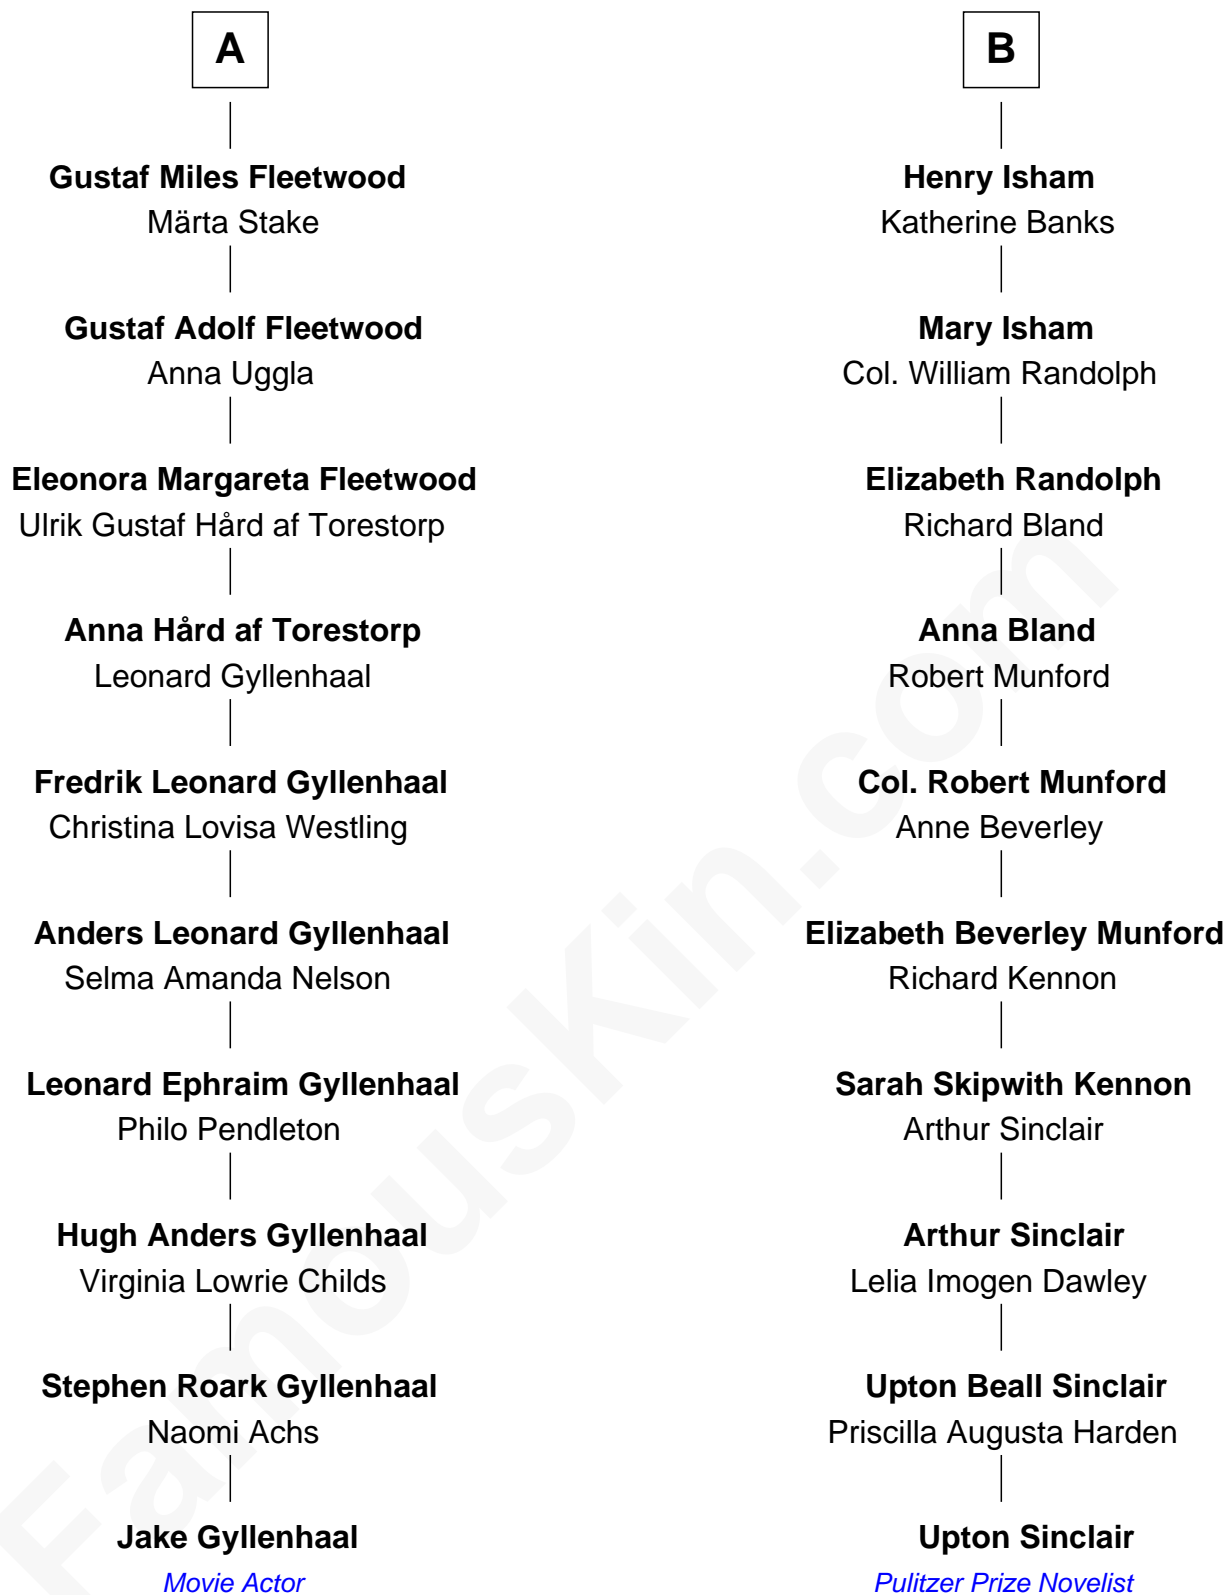 A
Gustaf Miles Fleetwood
Märta Stake
Gustaf Adolf Fleetwood
Anna Uggla
Eleonora Margareta Fleetwood
Ulrik Gustaf Hård af Torestorp
Anna Hård af Torestorp
Leonard Gyllenhaal
Fredrik Leonard Gyllenhaal
Christina Lovisa Westling
Anders Leonard Gyllenhaal
Selma Amanda Nelson
Leonard Ephraim Gyllenhaal
Philo Pendleton
Hugh Anders Gyllenhaal
Virginia Lowrie Childs
Stephen Roark Gyllenhaal
Naomi Achs
Jake Gyllenhaal
Movie Actor
B
Henry Isham
Katherine Banks
Mary Isham
Col. William Randolph
Elizabeth Randolph
Richard Bland
Anna Bland
Robert Munford
Col. Robert Munford
Anne Beverley
Elizabeth Beverley Munford
Richard Kennon
Sarah Skipwith Kennon
Arthur Sinclair
Arthur Sinclair
Lelia Imogen Dawley
Upton Beall Sinclair
Priscilla Augusta Harden
Upton Sinclair
Pulitzer Prize Novelist
FamousKin.com